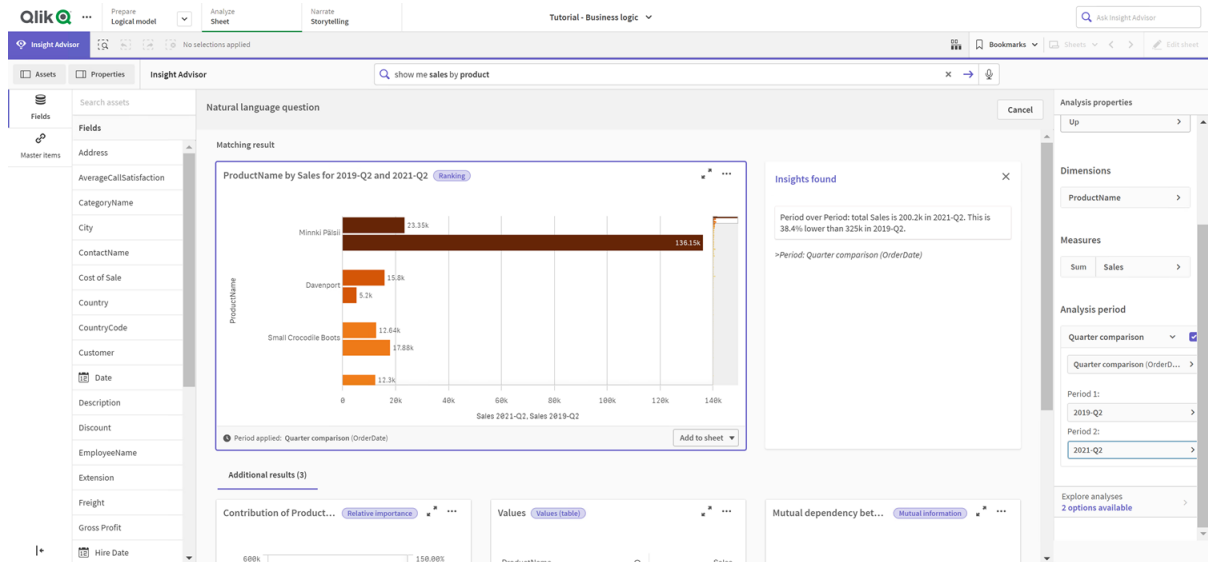 Qlik
Prepare
Logical model
Analyze
Sheet
Narrate
Storytelling
Tutorial - Business logic
Ask Insight Advisor
Insight Advisor
No selections applied
Bookmarks
Sheets
Edit sheet
Assets
Properties
Insight Advisor
show me sales by product
Fields
Master items
Search assets
Fields
Address
AverageCallSatisfaction
CategoryName
City
ContactName
Cost of Sale
Country
CountryCode
Customer
Date
Description
Discount
EmployeeName
Extension
Freight
Gross Profit
Hire Date
Natural language question
Cancel
Matching result
ProductName by Sales for 2019-Q2 and 2021-Q2 Ranking
ProductName
Minnki Pälsii
23.35k
136.15k
Davenport
15.8k
5.2k
Small Crocodile Boots
12.64k
17.88k
12.3k
0 20k 40k 60k 80k 100k 120k 140k
Sales 2021-Q2, Sales 2019-Q2
Period applied: Quarter comparison (OrderDate)
Add to sheet
Insights found
Period over Period: total Sales is 200.2k in 2021-Q2. This is
38.4% lower than 325k in 2019-Q2.
>Period: Quarter comparison (OrderDate)
Additional results (3)
Contribution of Product... Relative importance
600k
150.00%
Values Values (table)
ProductName
Sales
Mutual dependency bet... Mutual information
Analysis properties
Up
Dimensions
ProductName
Measures
Sum Sales
Analysis period
Quarter comparison
Quarter comparison (OrderD...
Period 1:
2019-Q2
Period 2:
2021-Q2
Explore analyses
2 options available